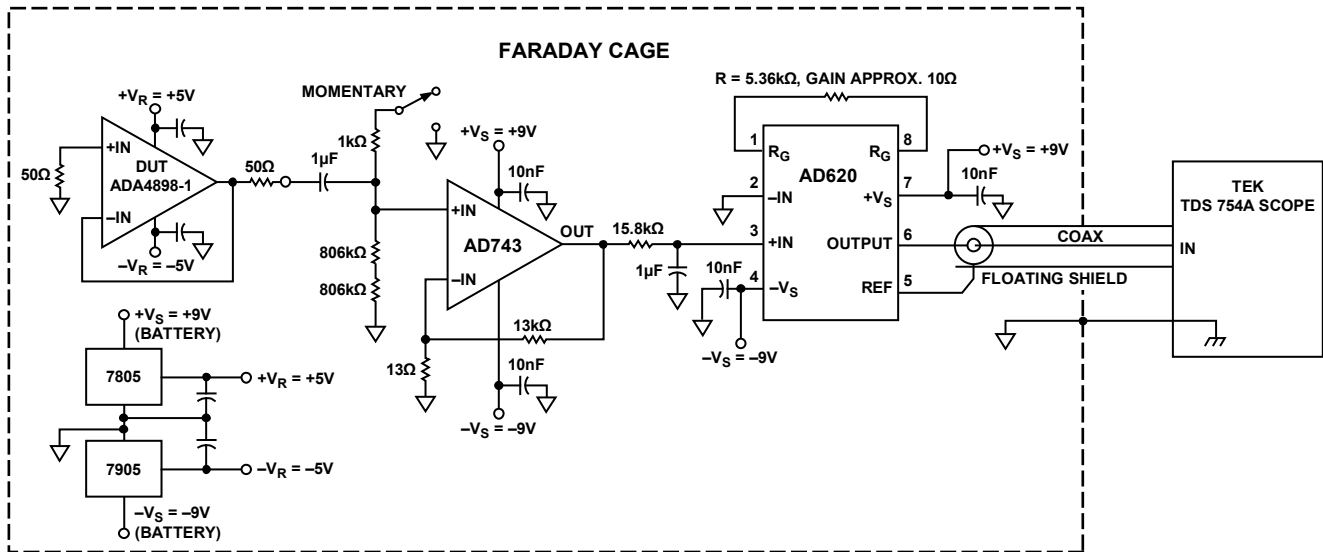 FARADAY CAGE
+VR = +5V
+IN
DUT
ADA4898-1
–IN
50Ω
–VR = –5V
50Ω
1µF
MOMENTARY
1kΩ
806kΩ
806kΩ
+VS = +9V
10nF
+IN
AD743
–IN
OUT
13kΩ
13Ω
10nF
–VS = –9V
15.8kΩ
1µF
R = 5.36kΩ, GAIN APPROX. 10Ω
1
RG
8
RG
AD620
2
–IN
7
+VS
3
+IN
6
OUTPUT
4
–VS
5
REF
10nF
–VS = –9V
+VS = +9V
10nF
COAX
FLOATING SHIELD
TEK
TDS 754A SCOPE
IN
+VS = +9V
(BATTERY)
7805
+VR = +5V
7905
–VR = –5V
–VS = –9V
(BATTERY)